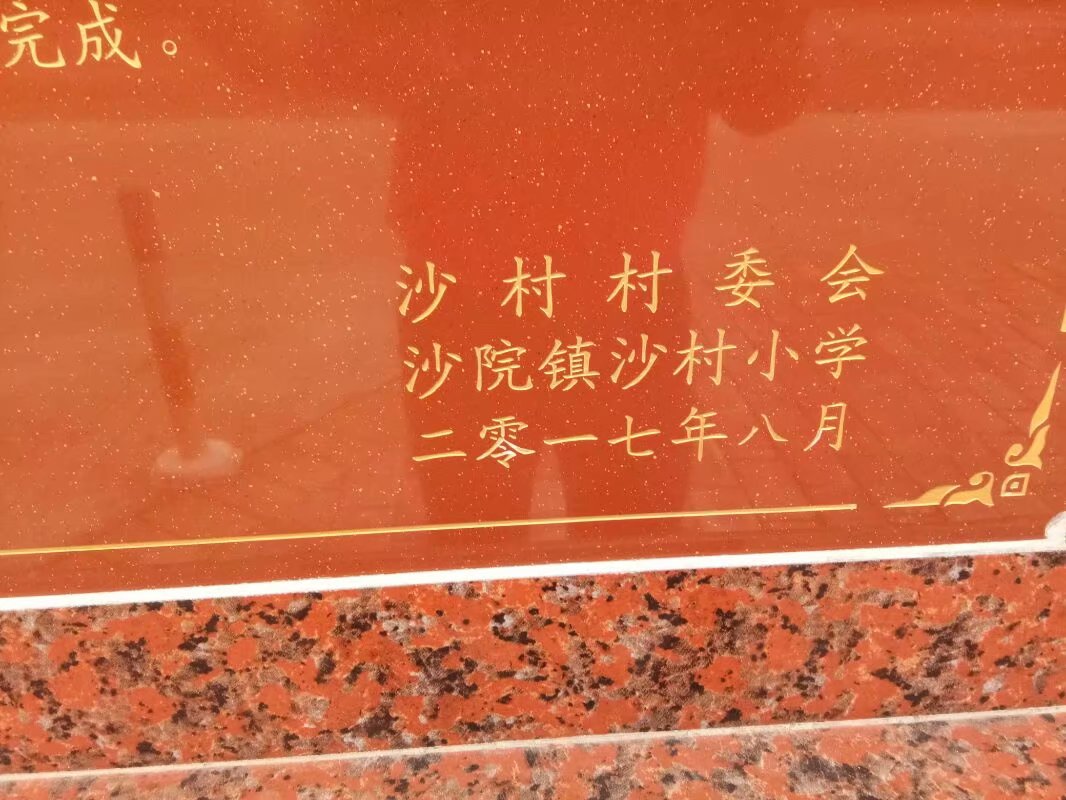 完成。
沙村村委会
沙院镇沙村小学
二零一七年八月